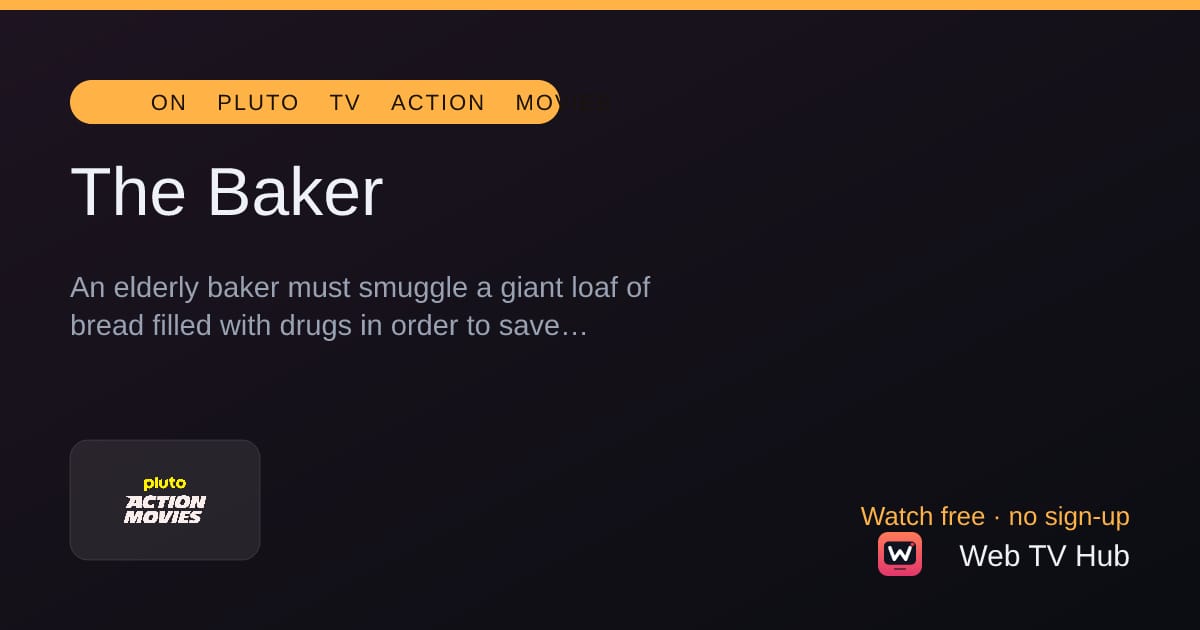 ON PLUTO TV ACTION MOVIES
The Baker
An elderly baker must smuggle a giant loaf of
bread filled with drugs in order to save…
pluto
ACTION
MOVIES
Watch free · no sign-up
W
Web TV Hub